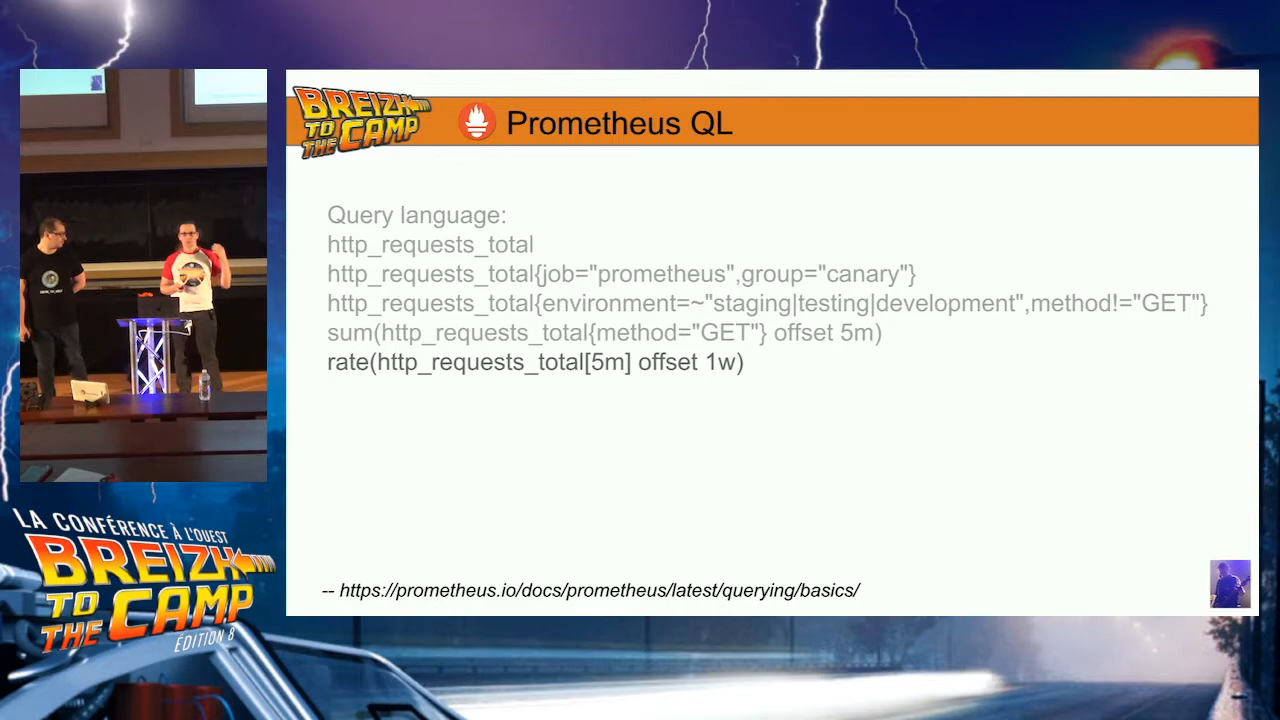 BREIZH
TO
THE CAMP
Prometheus QL
Query language:
http_requests_total
http_requests_total{job="prometheus",group="canary"}
http_requests_total{environment=~"staging|testing|development",method!="GET"}
sum(http_requests_total{method="GET"} offset 5m)
rate(http_requests_total[5m] offset 1w)
-- https://prometheus.io/docs/prometheus/latest/querying/basics/
LA CONFÉRENCE À L'OUEST
BREIZH
TO
THE CAMP
ÉDITION 8